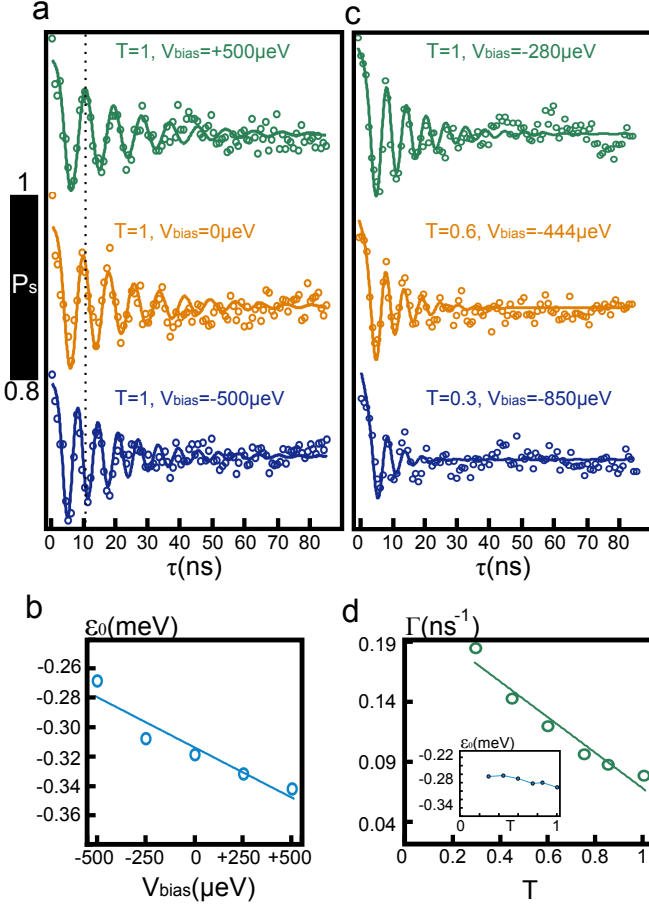 a
T=1, Vbias=+500µeV
T=1, Vbias=0µeV
T=1, Vbias=-500µeV
1
Ps
0.8
0 10 20 30 40 50 60 70 80
τ(ns)
c
T=1, Vbias=-280µeV
T=0.6, Vbias=-444µeV
T=0.3, Vbias=-850µeV
0 10 20 30 40 50 60 70 80
τ(ns)
b
ε0(meV)
-0.26
-0.28
-0.30
-0.32
-0.34
-0.36
-500 -250 0 +250 +500
Vbias(µeV)
d
Γ(ns-1)
0.19
0.14
0.09
0.04
0 0.2 0.4 0.6 0.8 1
T
ε0(meV)
-0.22
-0.28
-0.34
0 T 1